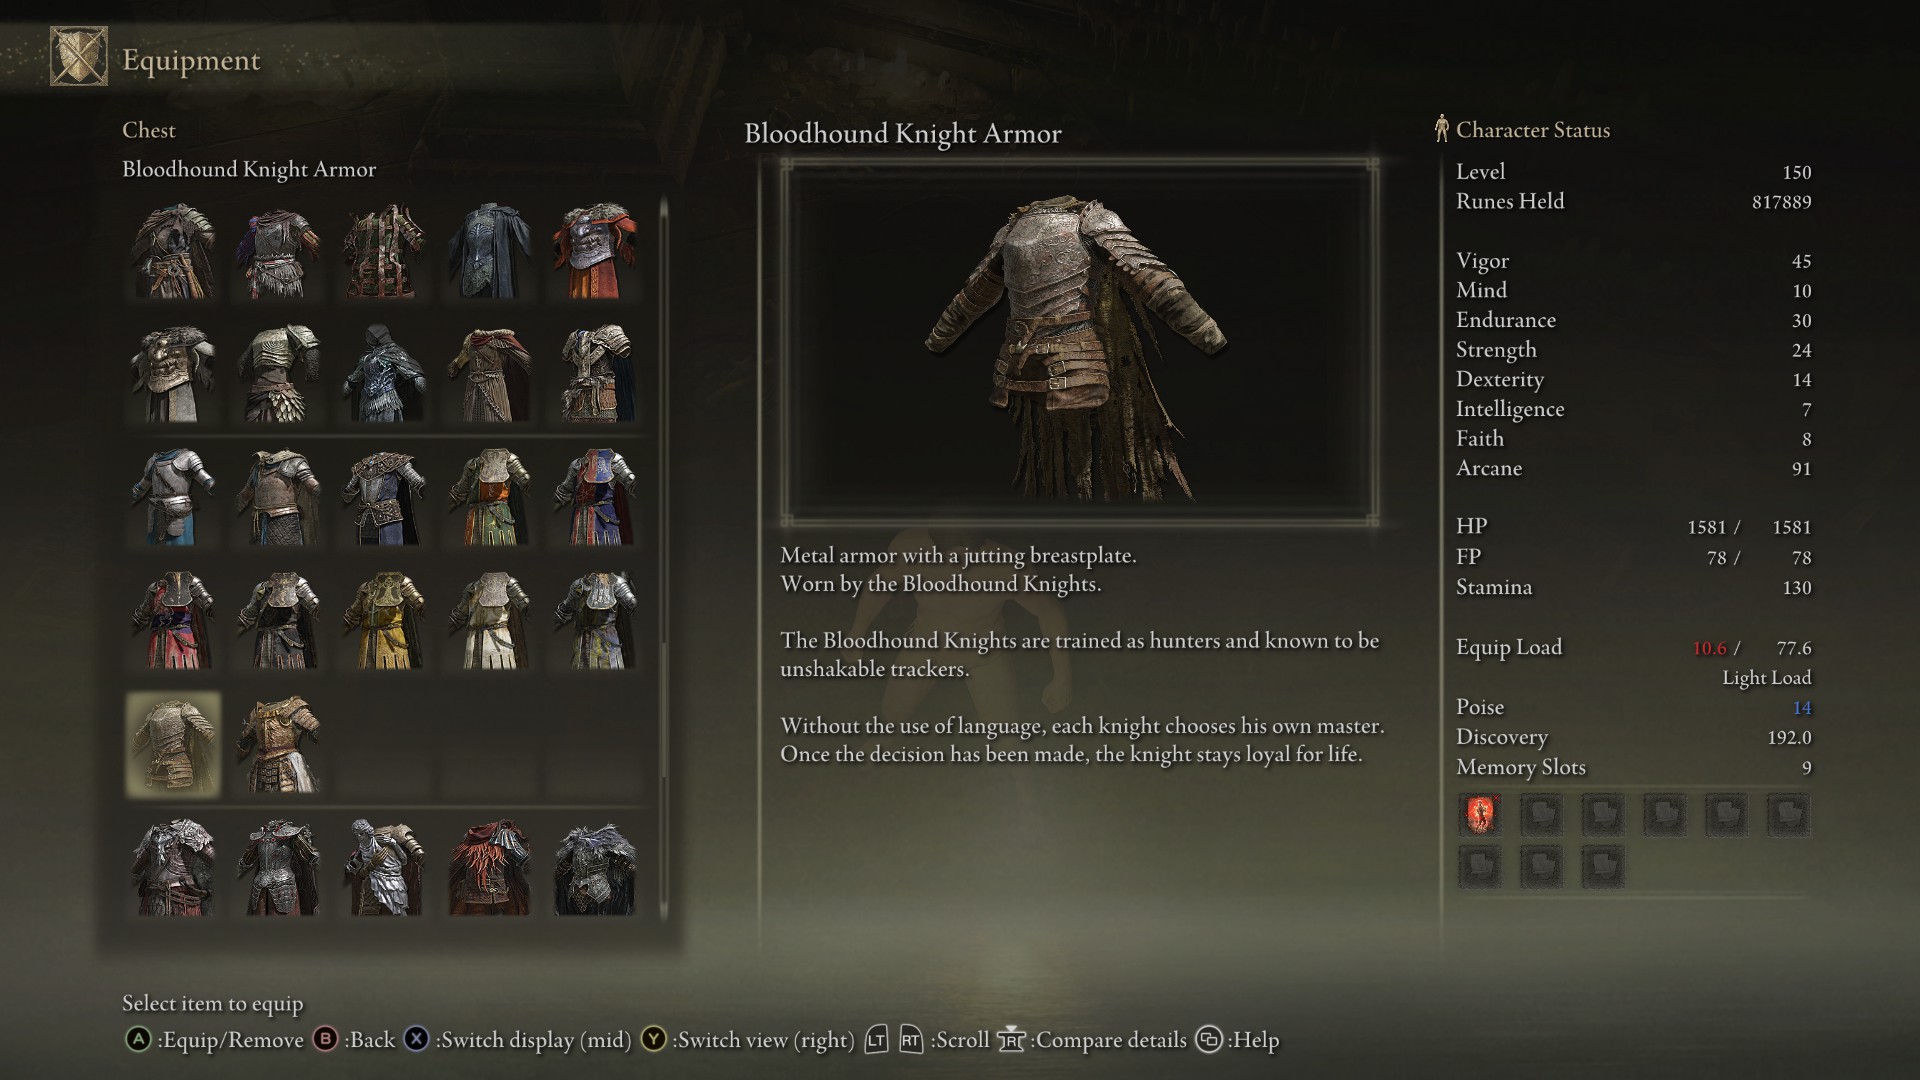 Equipment
Chest
Bloodhound Knight Armor
Bloodhound Knight Armor
Metal armor with a jutting breastplate.
Worn by the Bloodhound Knights.
The Bloodhound Knights are trained as hunters and known to be
unshakable trackers.
Without the use of language, each knight chooses his own master.
Once the decision has been made, the knight stays loyal for life.
Character Status
Level 150
Runes Held 817889
Vigor 45
Mind 10
Endurance 30
Strength 24
Dexterity 14
Intelligence 7
Faith 8
Arcane 91
HP 1581 / 1581
FP 78 / 78
Stamina 130
Equip Load 10.6 / 77.6
Light Load
Poise 14
Discovery 192.0
Memory Slots 9
Select item to equip
A :Equip/Remove B :Back X :Switch display (mid) Y :Switch view (right) LT RT :Scroll R :Compare details :Help